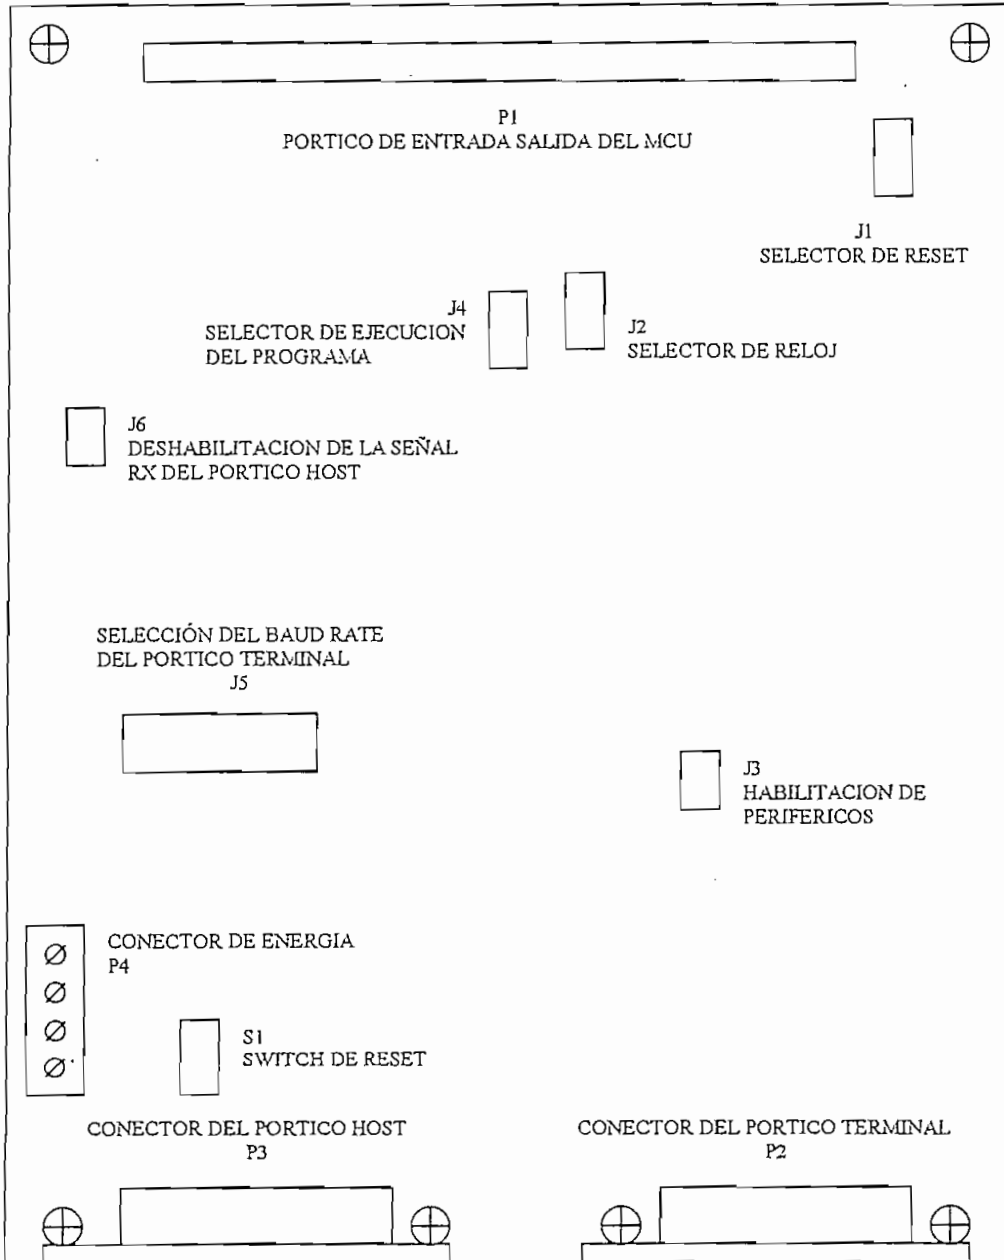 P1
PORTICO DE ENTRADA SALIDA DEL MCU
J1
SELECTOR DE RESET
J4
SELECTOR DE EJECUCION
DEL PROGRAMA
J2
SELECTOR DE RELOJ
J6
DESHABILITACION DE LA SEÑAL
RX DEL PORTICO HOST
SELECCIÓN DEL BAUD RATE
DEL PORTICO TERMINAL
J5
J3
HABILITACION DE
PERIFERICOS
CONECTOR DE ENERGIA
P4
S1
SWITCH DE RESET
CONECTOR DEL PORTICO HOST
P3
CONECTOR DEL PORTICO TERMINAL
P2